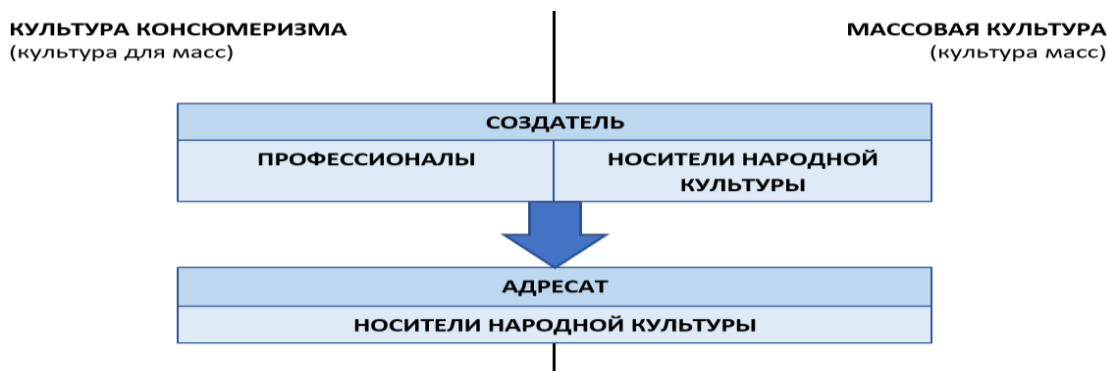 КУЛЬТУРА КОНСЮМЕРИЗМА
(культура для масс)
МАССОВАЯ КУЛЬТУРА
(культура масс)
СОЗДАТЕЛЬ
ПРОФЕССИОНАЛЫ
НОСИТЕЛИ НАРОДНОЙ
КУЛЬТУРЫ
АДРЕСАТ
НОСИТЕЛИ НАРОДНОЙ КУЛЬТУРЫ